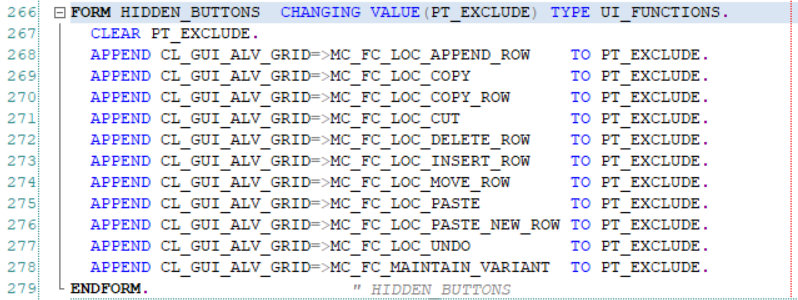 266 FORM HIDDEN_BUTTONS  CHANGING VALUE(PT_EXCLUDE) TYPE UI_FUNCTIONS.
267   CLEAR PT_EXCLUDE.
268   APPEND CL_GUI_ALV_GRID=>MC_FC_LOC_APPEND_ROW    TO PT_EXCLUDE.
269   APPEND CL_GUI_ALV_GRID=>MC_FC_LOC_COPY          TO PT_EXCLUDE.
270   APPEND CL_GUI_ALV_GRID=>MC_FC_LOC_COPY_ROW      TO PT_EXCLUDE.
271   APPEND CL_GUI_ALV_GRID=>MC_FC_LOC_CUT           TO PT_EXCLUDE.
272   APPEND CL_GUI_ALV_GRID=>MC_FC_LOC_DELETE_ROW    TO PT_EXCLUDE.
273   APPEND CL_GUI_ALV_GRID=>MC_FC_LOC_INSERT_ROW    TO PT_EXCLUDE.
274   APPEND CL_GUI_ALV_GRID=>MC_FC_LOC_MOVE_ROW      TO PT_EXCLUDE.
275   APPEND CL_GUI_ALV_GRID=>MC_FC_LOC_PASTE         TO PT_EXCLUDE.
276   APPEND CL_GUI_ALV_GRID=>MC_FC_LOC_PASTE_NEW_ROW TO PT_EXCLUDE.
277   APPEND CL_GUI_ALV_GRID=>MC_FC_LOC_UNDO          TO PT_EXCLUDE.
278   APPEND CL_GUI_ALV_GRID=>MC_FC_MAINTAIN_VARIANT  TO PT_EXCLUDE.
279 ENDFORM.                    " HIDDEN_BUTTONS